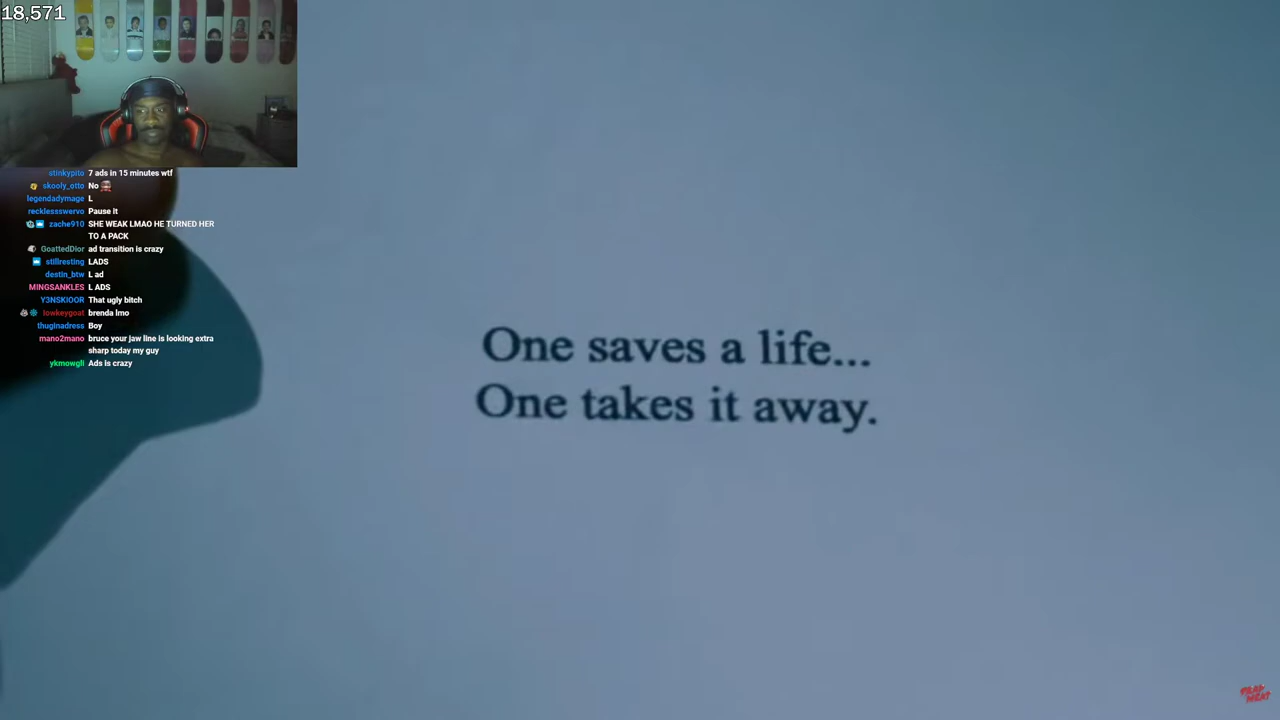 18,571
stinkypito 7 ads in 15 minutes wtf
skooly_otto No
legendadymage L
recklesswervo Pause it
zache910 SHE WEAK LMAO HE TURNED HER
TO A PACK
GoattedDior ad transition is crazy
stillresting LADS
destin_btw L ad
MINGSANKLES L ADS
Y3NSKIOOR That ugly bitch
lowkeygoat brenda lmo
thuginadress Boy
mano2mano bruce your jaw line is looking extra
sharp today my guy
ykmowgli Ads is crazy
One saves a life...
One takes it away.
DEAD
MEAT